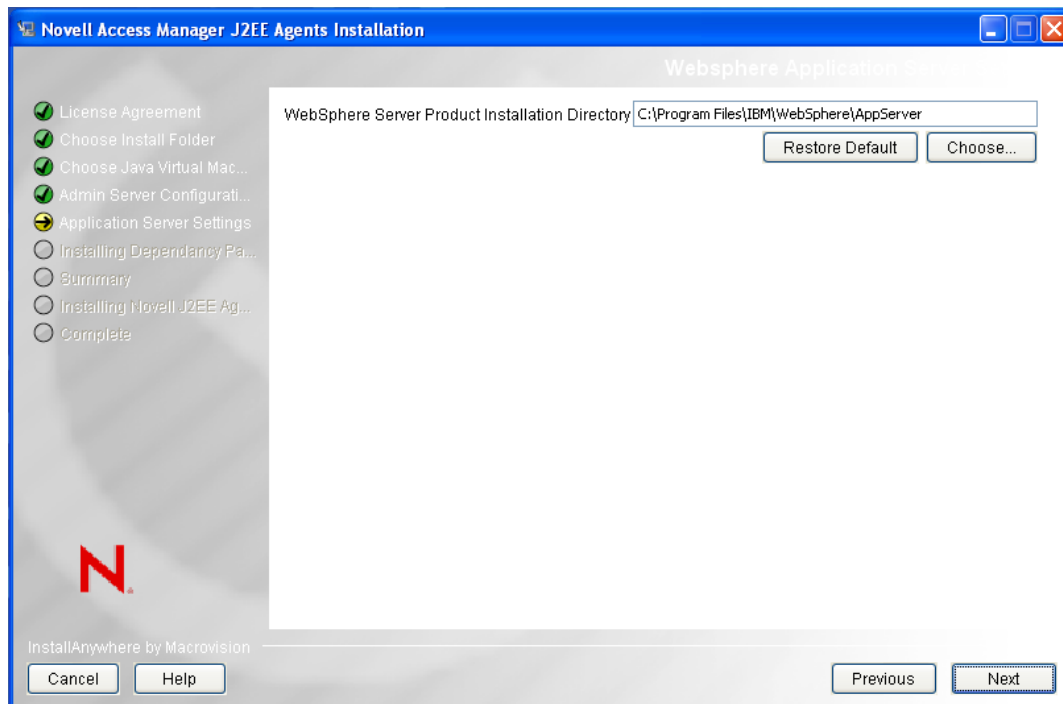 Novell Access Manager J2EE Agents Installation
Websphere Application Server
License Agreement
Choose Install Folder
Choose Java Virtual Mac...
Admin Server Configurati...
Application Server Settings
Installing Dependancy Pa...
Summary
Installing Novell J2EE Ag...
Complete
WebSphere Server Product Installation Directory C:\Program Files\IBM\WebSphere\AppServer
Restore Default Choose...
N
InstallAnywhere by Macrovision
Cancel Help Previous Next